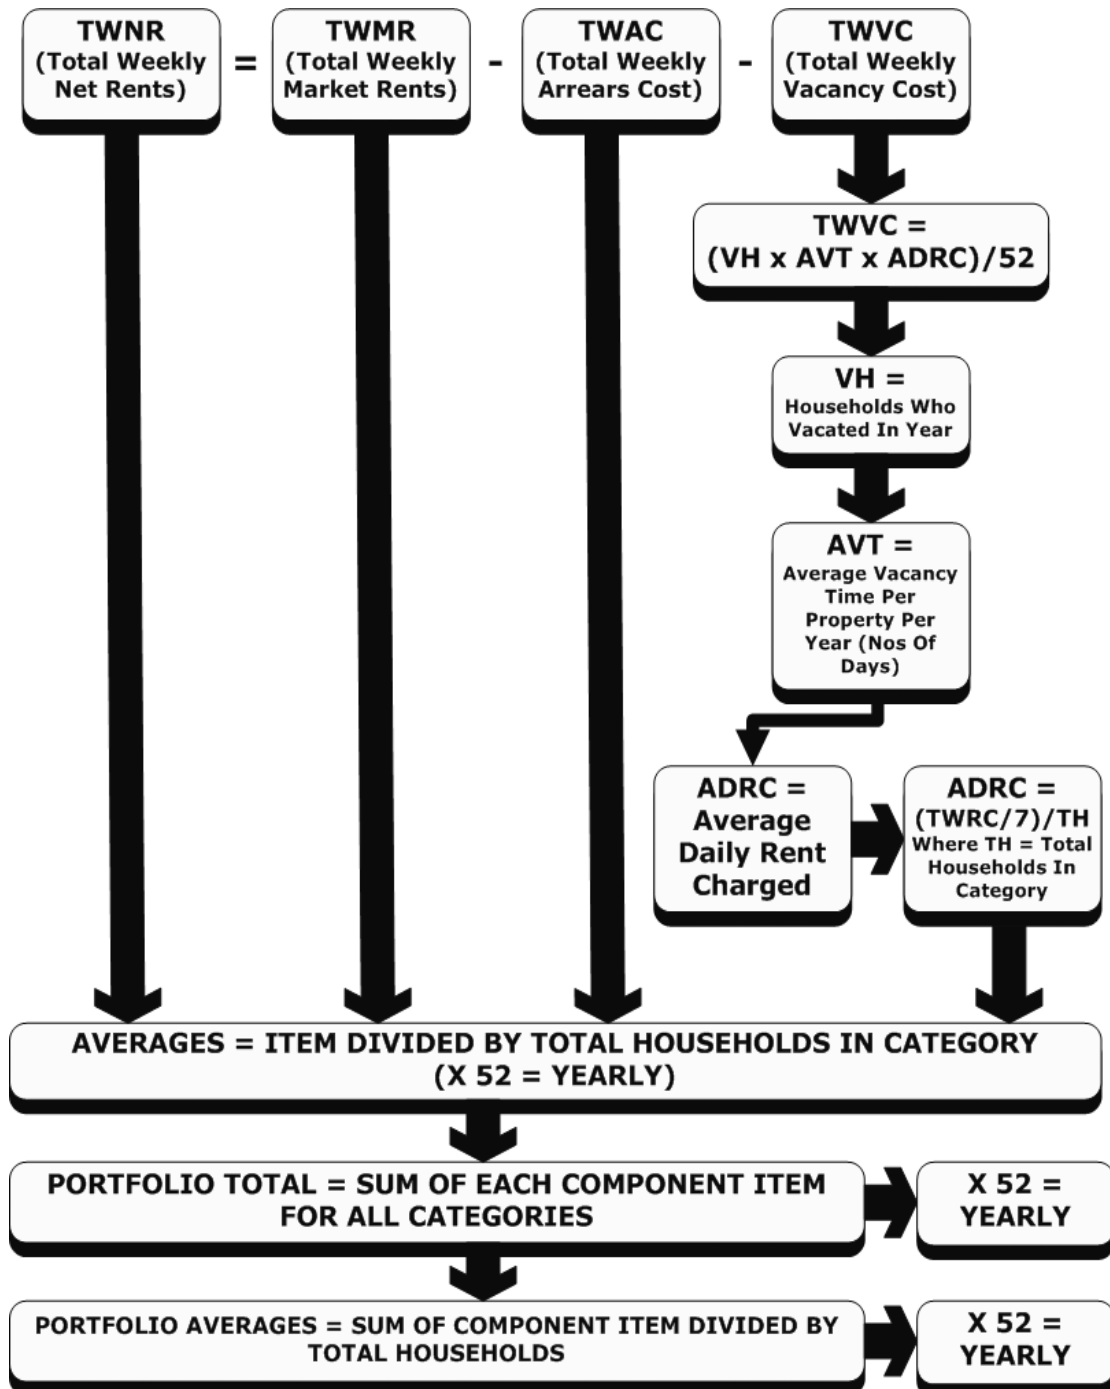 TWNR
(Total Weekly
Net Rents)
=
TWMR
(Total Weekly
Market Rents)
-
TWAC
(Total Weekly
Arrears Cost)
-
TWVC
(Total Weekly
Vacancy Cost)
TWVC =
(VH x AVT x ADRC)/52
VH =
Households Who
Vacated In Year
AVT =
Average Vacancy
Time Per
Property Per
Year (Nos Of
Days)
ADRC =
Average
Daily Rent
Charged
ADRC =
(TWRC/7)/TH
Where TH = Total
Households In
Category
AVERAGES = ITEM DIVIDED BY TOTAL HOUSEHOLDS IN CATEGORY
(X 52 = YEARLY)
PORTFOLIO TOTAL = SUM OF EACH COMPONENT ITEM
FOR ALL CATEGORIES
X 52 =
YEARLY
PORTFOLIO AVERAGES = SUM OF COMPONENT ITEM DIVIDED BY
TOTAL HOUSEHOLDS
X 52 =
YEARLY